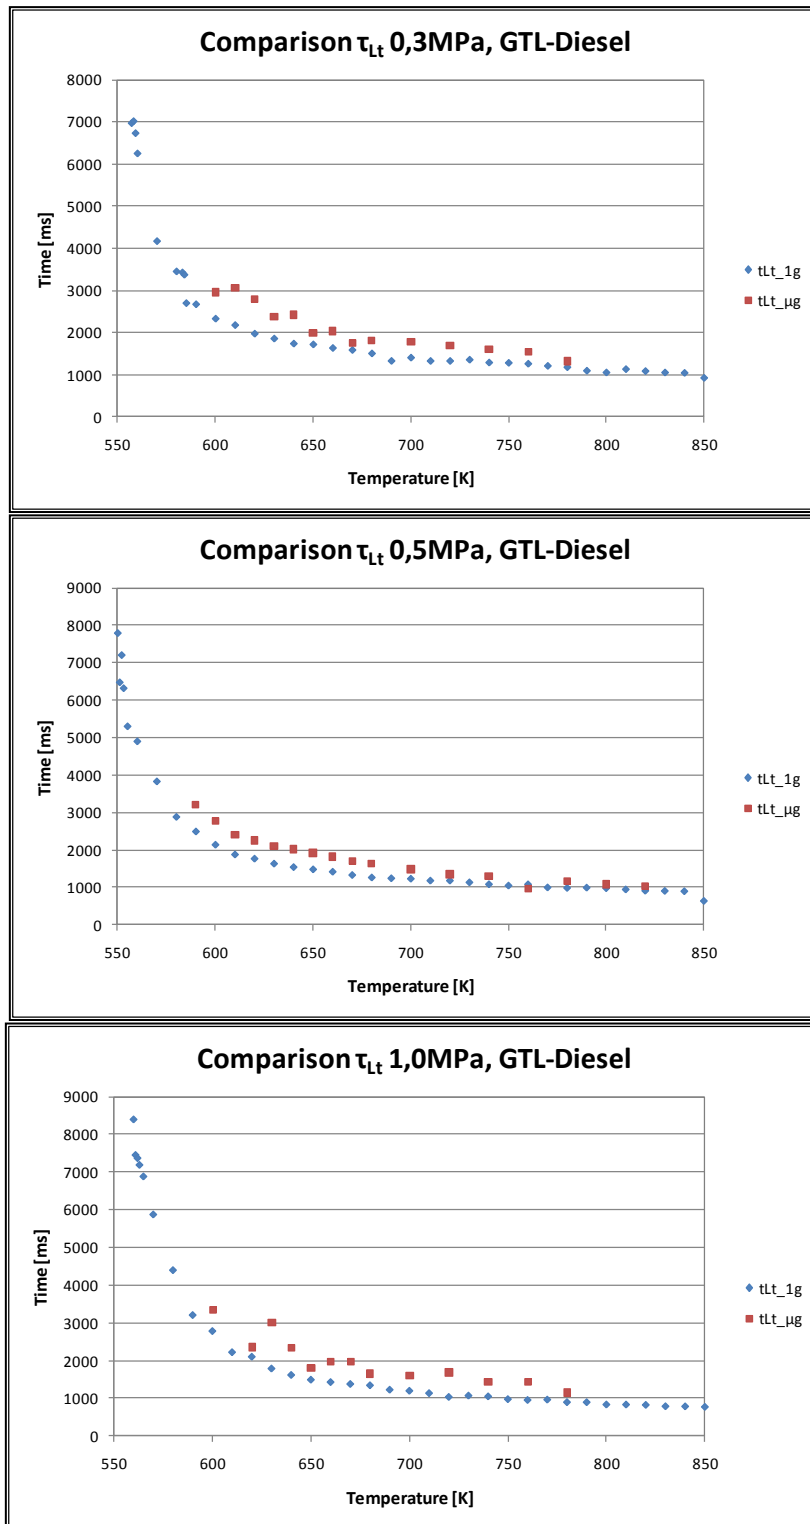 Comparison τLt 0,3MPa, GTL-Diesel
8000
7000
6000
5000
4000
3000
2000
1000
0
Time [ms]
550 600 650 700 750 800 850
Temperature [K]
tLt_1g
tLt_µg
Comparison τLt 0,5MPa, GTL-Diesel
9000
8000
7000
6000
5000
4000
3000
2000
1000
0
Time [ms]
550 600 650 700 750 800 850
Temperature [K]
tLt_1g
tLt_µg
Comparison τLt 1,0MPa, GTL-Diesel
9000
8000
7000
6000
5000
4000
3000
2000
1000
0
Time [ms]
550 600 650 700 750 800 850
Temperature [K]
tLt_1g
tLt_µg